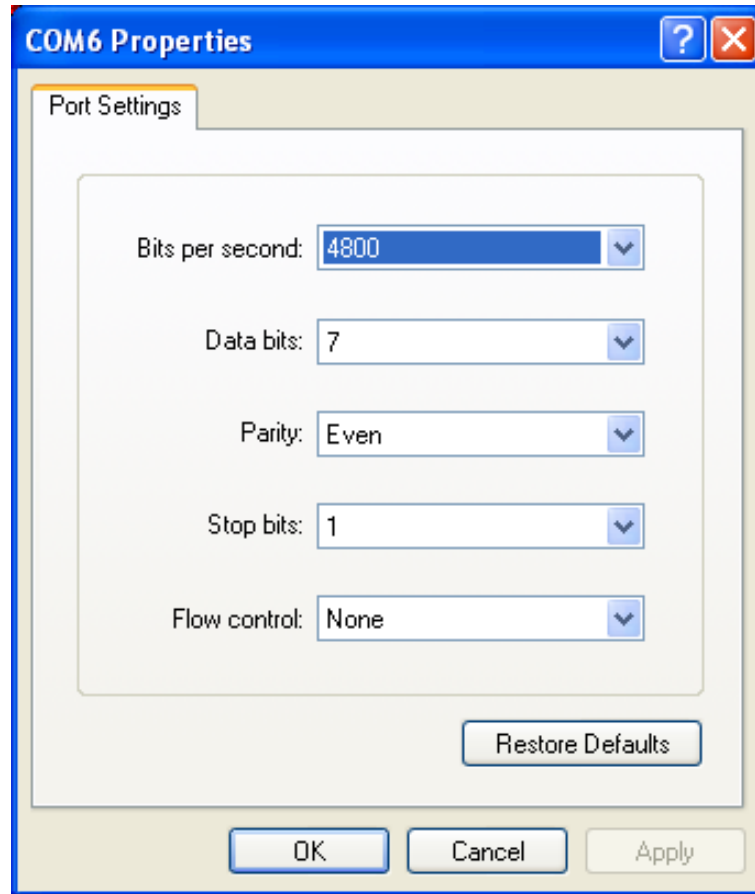 COM6 Properties
Port Settings
Bits per second: 4800
Data bits: 7
Parity: Even
Stop bits: 1
Flow control: None
Restore Defaults
OK Cancel Apply